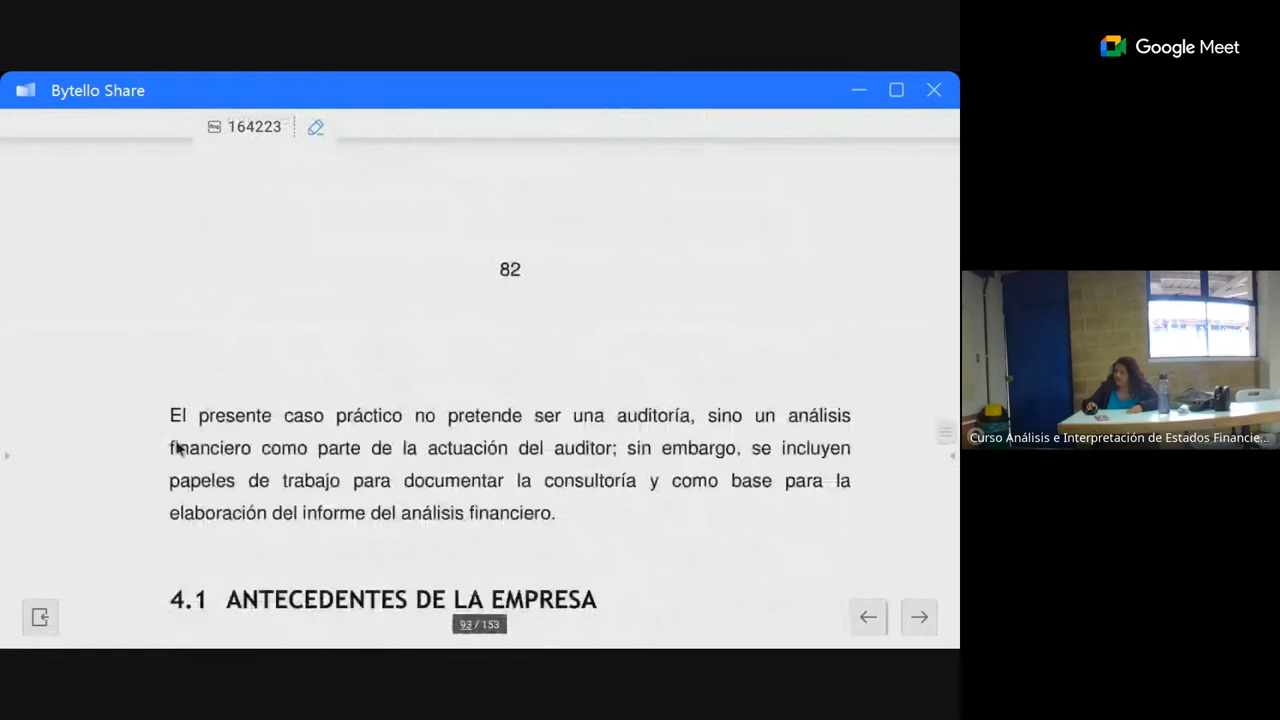 Google Meet
Bytello Share
164223
82
El presente caso práctico no pretende ser una auditoría, sino un análisis
financiero como parte de la actuación del auditor; sin embargo, se incluyen
papeles de trabajo para documentar la consultoría y como base para la
elaboración del informe del análisis financiero.
4.1 ANTECEDENTES DE LA EMPRESA
93 / 153
Curso Análisis e Interpretación de Estados Financie...